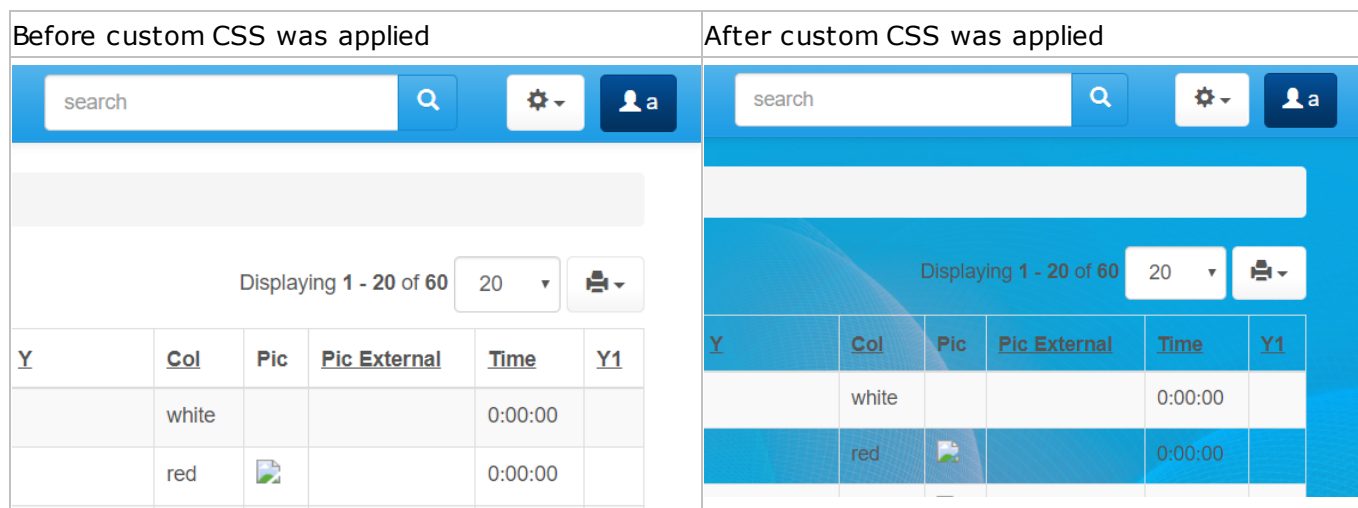 Before custom CSS was applied
After custom CSS was applied
search
a
Displaying 1 - 20 of 60 20
Y Col Pic Pic External Time Y1
white 0:00:00
red 0:00:00
search
a
Displaying 1 - 20 of 60 20
Y Col Pic Pic External Time Y1
white 0:00:00
red 0:00:00